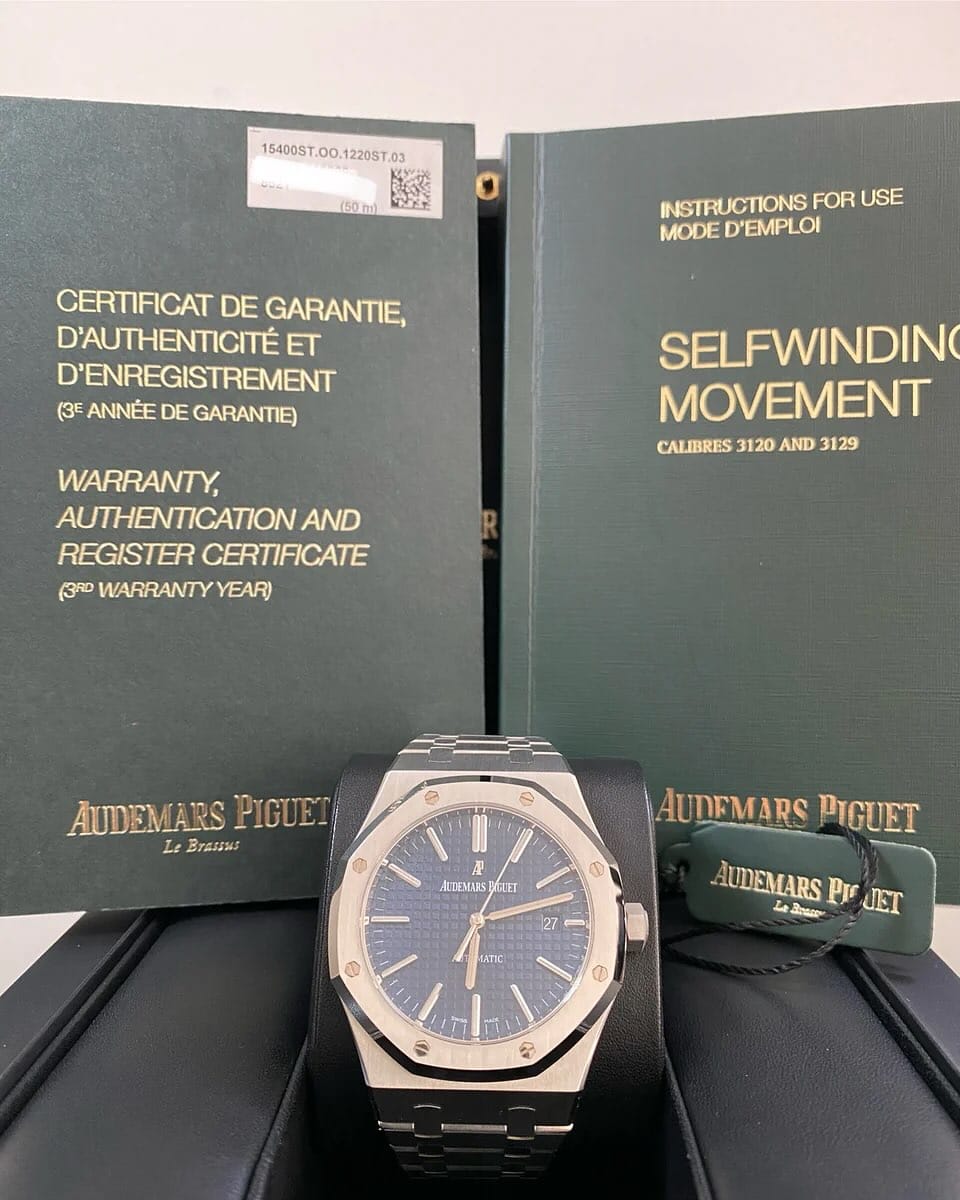 15400ST.OO.1220ST.03
(50 m)
CERTIFICAT DE GARANTIE,
D'AUTHENTICITÉ ET
D'ENREGISTREMENT
(3E ANNÉE DE GARANTIE)
WARRANTY,
AUTHENTICATION AND
REGISTER CERTIFICATE
(3RD WARRANTY YEAR)
AUDEMARS PIGUET
Le Brassus
INSTRUCTIONS FOR USE
MODE D'EMPLOI
SELFWINDING
MOVEMENT
CALIBRES 3120 AND 3129
AUDEMARS PIGUET
AUDEMARS PIGUET
Le Brassus
AP
AUDEMARS PIGUET
27
AUTOMATIC
SWISS MADE